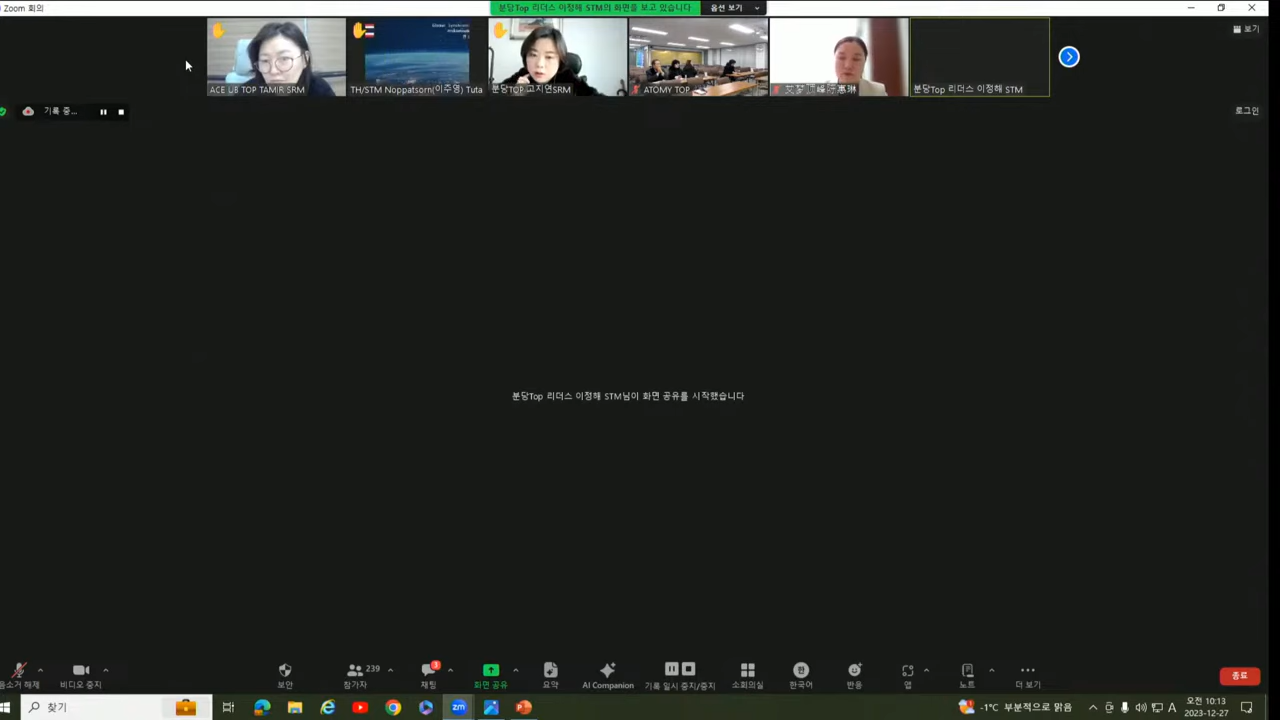 Zoom 회의
분당Top 리더스 이정해 STM의 화면을 보고 있습니다
옵션 보기
보기
ACE UB TOP TAMIR SRM
TH/STM Noppatsorn(이주영) Tuta
분당TOP 고지연SRM
ATOMY TOP
분당Top 리더스 이정해 STM
기록 중...
로그인
분당Top 리더스 이정해 STM님이 화면 공유를 시작했습니다
음소거 해제
비디오 중지
보안
참가자
239
채팅
3
화면 공유
요약
AI Companion
기록 일시 중지/중지
소회의실
한국어
반응
앱
노트
더 보기
종료
찾기
zm
-1°C 부분적으로 맑음
A
오전 10:13
2023-12-27